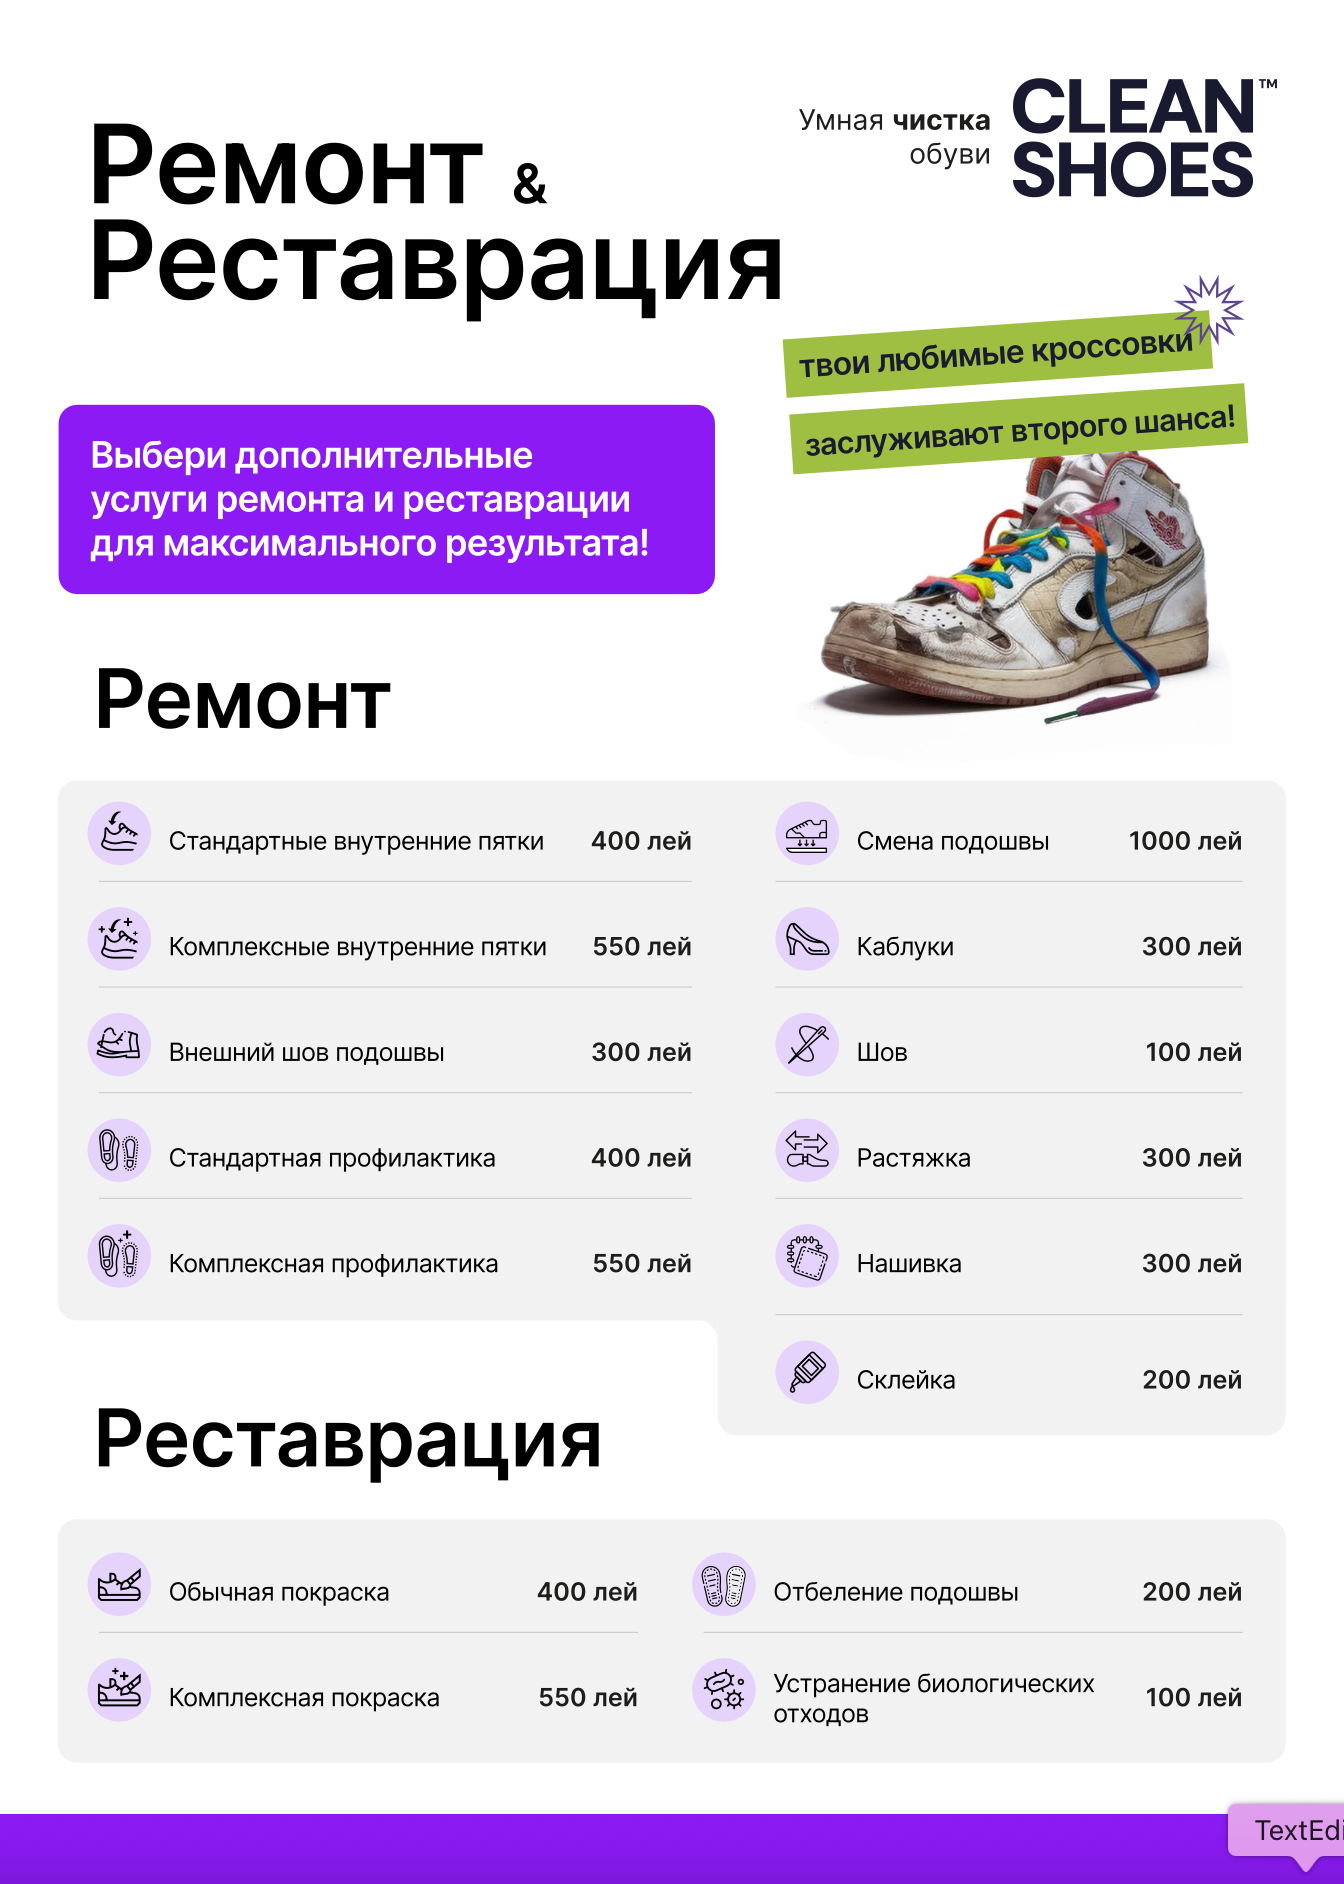 Умная чистка
обуви
CLEAN
SHOES™
Ремонт &
Реставрация
твои любимые кроссовки
заслуживают второго шанса!
Выбери дополнительные
услуги ремонта и реставрации
для максимального результата!
Ремонт
Стандартные внутренние пятки 400 лей
Комплексные внутренние пятки 550 лей
Внешний шов подошвы 300 лей
Стандартная профилактика 400 лей
Комплексная профилактика 550 лей
Смена подошвы 1000 лей
Каблуки 300 лей
Шов 100 лей
Растяжка 300 лей
Нашивка 300 лей
Склейка 200 лей
Реставрация
Обычная покраска 400 лей
Комплексная покраска 550 лей
Отбеление подошвы 200 лей
Устранение биологических
отходов 100 лей